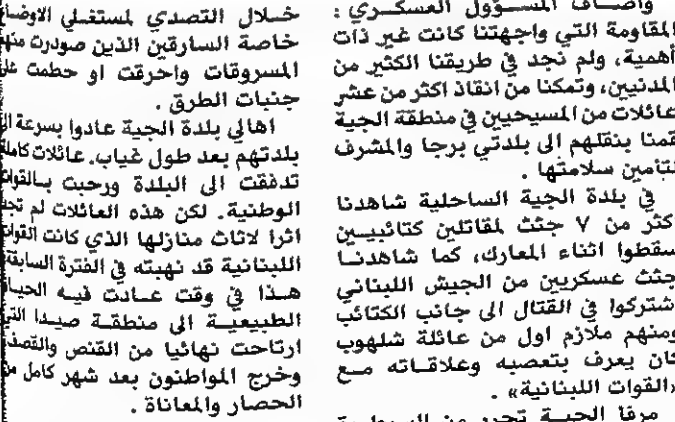 واضاف المسؤول العسكري :
المقاومة التي واجهتنا كانت غير ذات
أهمية، ولم نجد في طريقنا الكثير من
المدنيين، وتمكنا من انقاذ اكثر من عشر
عائلات من المسيحيين في منطقة الجية
قمنا بنقلهم الى بلدتي برجا والمشرف
لتأمين سلامتها .
في بلدة الجية الساحلية شاهدنا
اكثر من ٧ جثث لمقاتلين كتائبيين
سقطوا اثناء المعارك، كما شاهدنا
جثث عسكريين من الجيش اللبناني
اشتركوا في القتال الى جانب الكتائب
ومنهم ملازم اول من عائلة شلهوب
كان يعرف بتعصبه وعلاقاته مع
«القوات اللبنانية» .
مرفا الجية تحرر من
خلال التصدي لمستغلي الاوضاع
خاصة السارقين الذين صودرت منهم
المسروقات واحرقت او حطمت على
جنبات الطرق .
اهالي بلدة الجية عادوا بسرعة الى
بلدتهم بعد طول غياب. عائلات كاملة
تدفقت الى البلدة ورحبت بالقوات
الوطنية. لكن هذه العائلات لم تجد
اثرا لاثاث منازلها الذي كانت القوات
اللبنانية قد نهبته في الفترة السابقة
هذا في وقت عادت فيه الحياة
الطبيعية الى منطقة صيدا التي
ارتاحت نهائيا من القنص والقصف
وخرج المواطنون بعد شهر كامل من
الحصار والمعاناة .